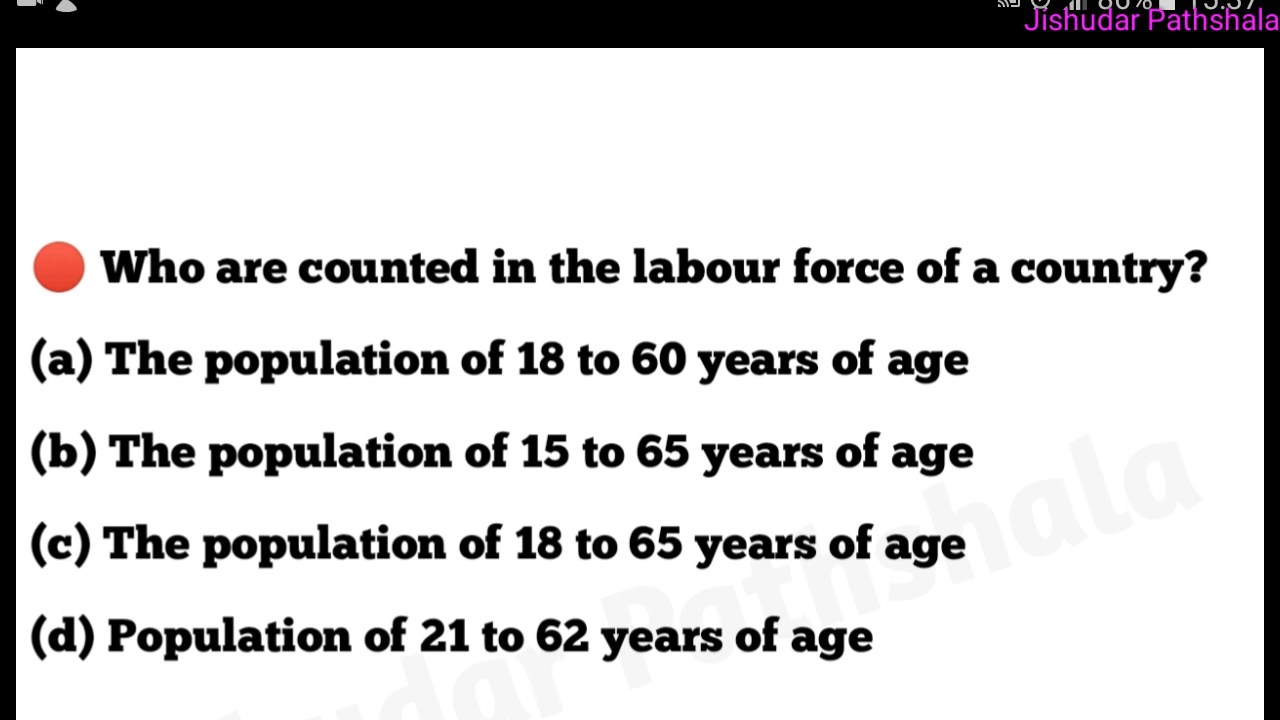 Jishudar Pathshala
🔴 Who are counted in the labour force of a country?
(a) The population of 18 to 60 years of age
(b) The population of 15 to 65 years of age
(c) The population of 18 to 65 years of age
(d) Population of 21 to 62 years of age